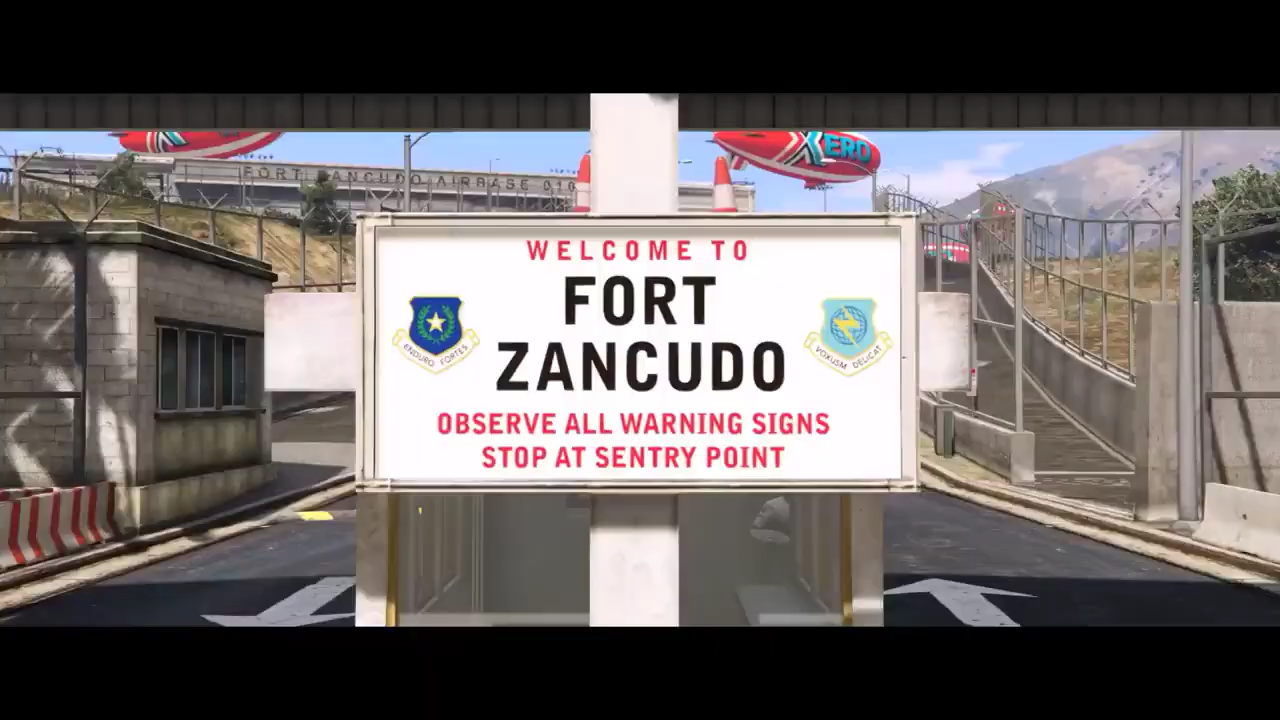 XERO
FORT ZANCUDO AIRBASE 010
WELCOME TO
FORT
ZANCUDO
ENDURO FORTES
VOXUSM DELICAT
OBSERVE ALL WARNING SIGNS
STOP AT SENTRY POINT